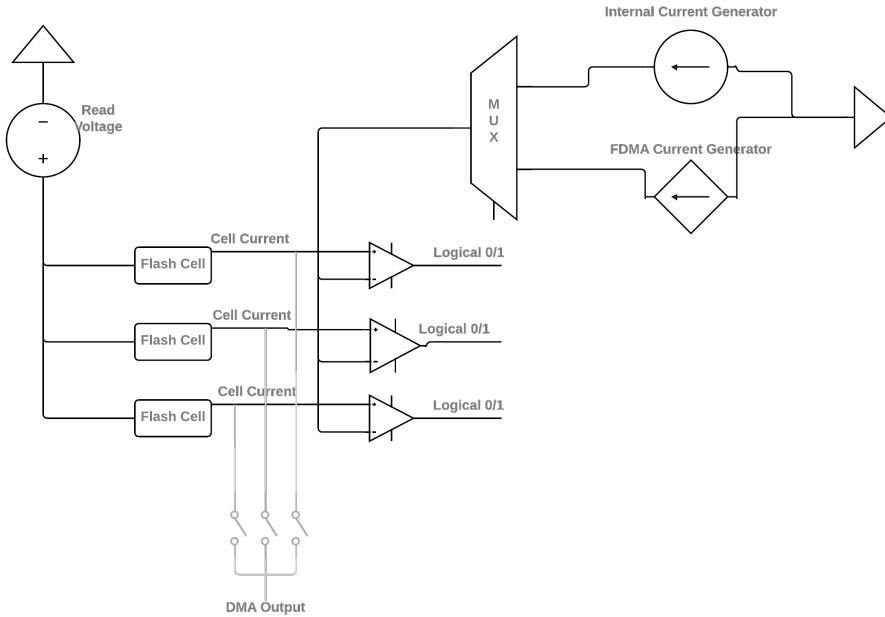 Internal Current Generator
Read
Voltage
M
U
X
FDMA Current Generator
Cell Current
Logical 0/1
Flash Cell
Cell Current
Logical 0/1
Flash Cell
Cell Current
Logical 0/1
Flash Cell
DMA Output